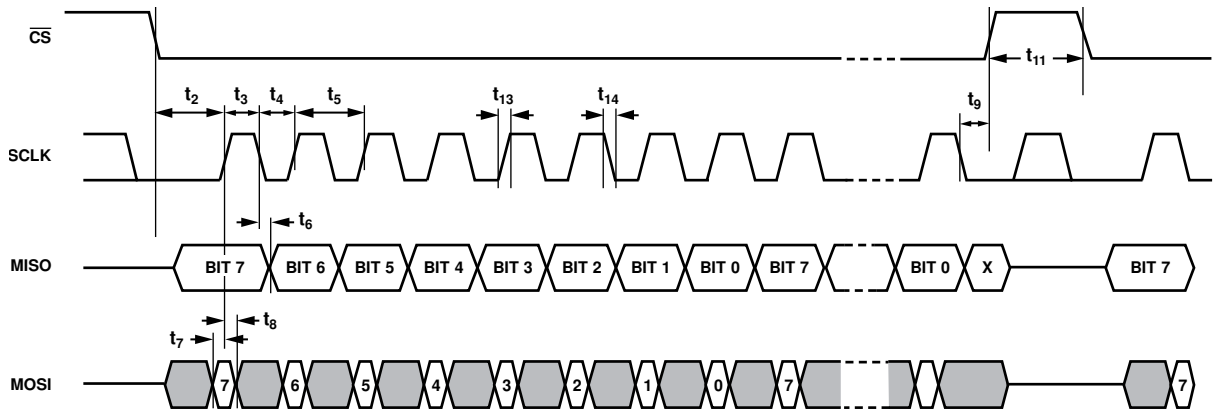 CS
t11
t2 t3 t4 t5 t13 t14 t9
SCLK
t6
MISO BIT 7 BIT 6 BIT 5 BIT 4 BIT 3 BIT 2 BIT 1 BIT 0 BIT 7 BIT 0 X BIT 7
t8
t7
MOSI 7 6 5 4 3 2 1 0 7 7